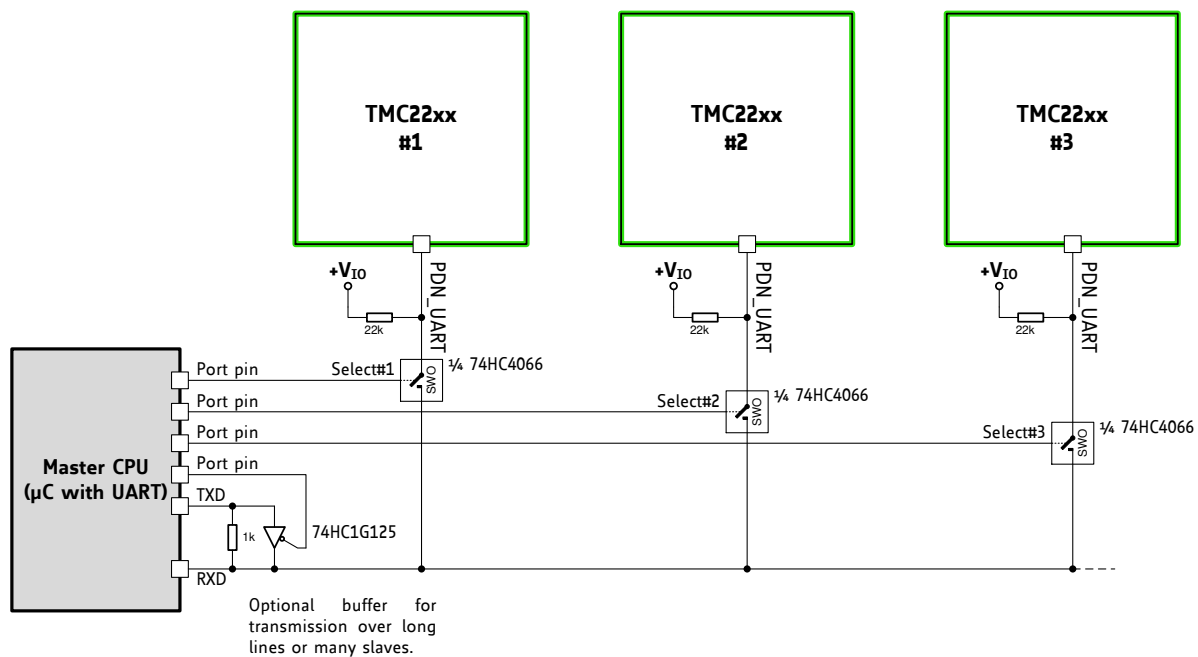 TMC22xx
#1
TMC22xx
#2
TMC22xx
#3
+VIO
22k
PDN_UART
+VIO
22k
PDN_UART
+VIO
22k
PDN_UART
Select#1
SWO
¼ 74HC4066
Select#2
SWO
¼ 74HC4066
Select#3
SWO
¼ 74HC4066
Master CPU
(µC with UART)
Port pin
Port pin
Port pin
Port pin
TXD
1k
74HC1G125
RXD
Optional buffer for
transmission over long
lines or many slaves.